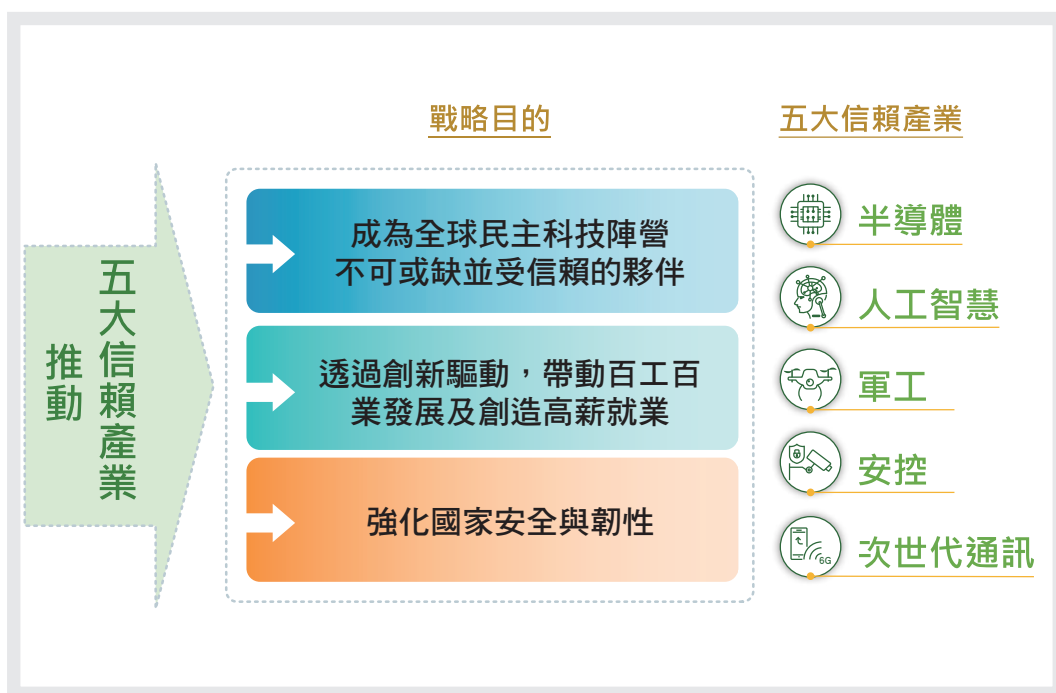 推動
五大信賴產業
戰略目的
成為全球民主科技陣營
不可或缺並受信賴的夥伴
透過創新驅動，帶動百工百
業發展及創造高薪就業
強化國家安全與韌性
五大信賴產業
半導體
人工智慧
軍工
安控
次世代通訊
6G